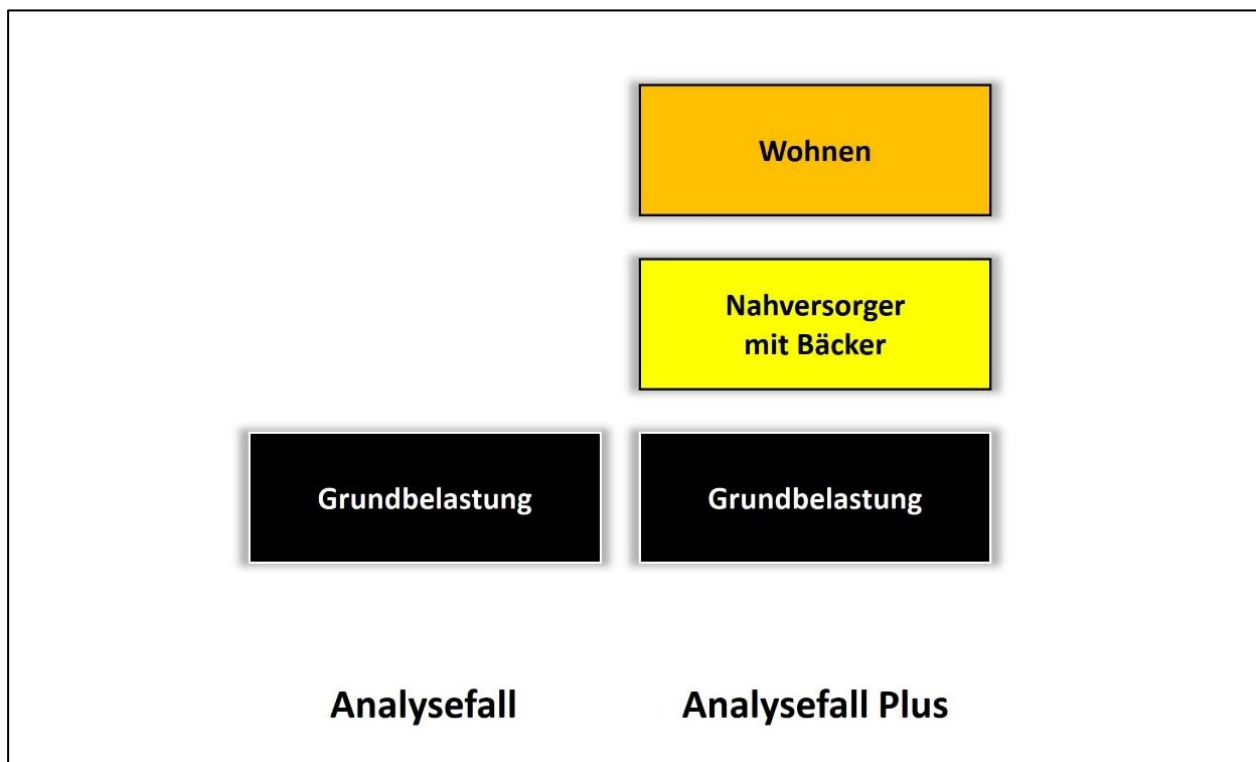 Wohnen
Nahversorger
mit Bäcker
Grundbelastung
Grundbelastung
Analysefall
Analysefall Plus